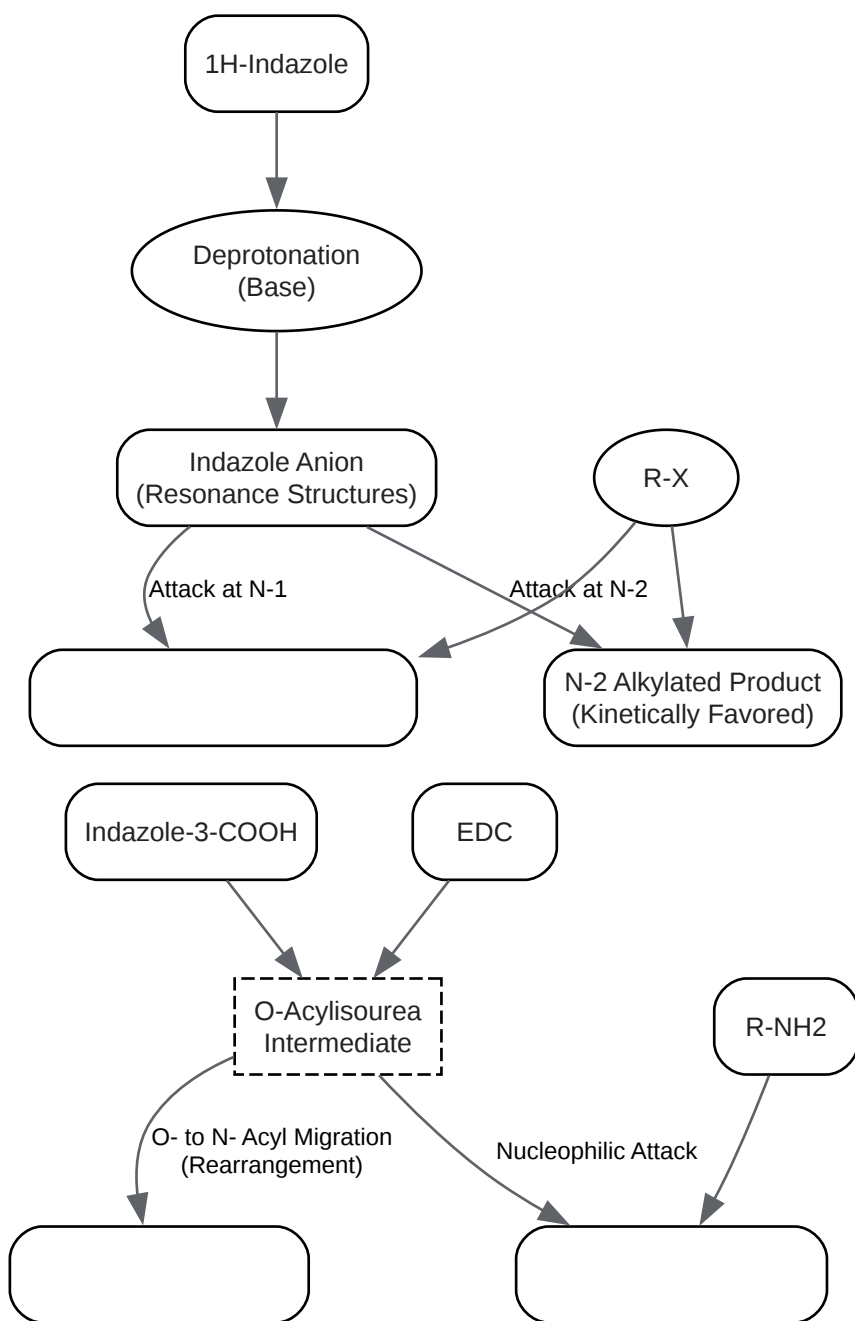 1H-Indazole
Deprotonation
(Base)
Indazole Anion
(Resonance Structures)
R-X
Attack at N-1
Attack at N-2
N-2 Alkylated Product
(Kinetically Favored)
Indazole-3-COOH
EDC
O-Acylisourea
Intermediate
R-NH2
O- to N- Acyl Migration
(Rearrangement)
Nucleophilic Attack